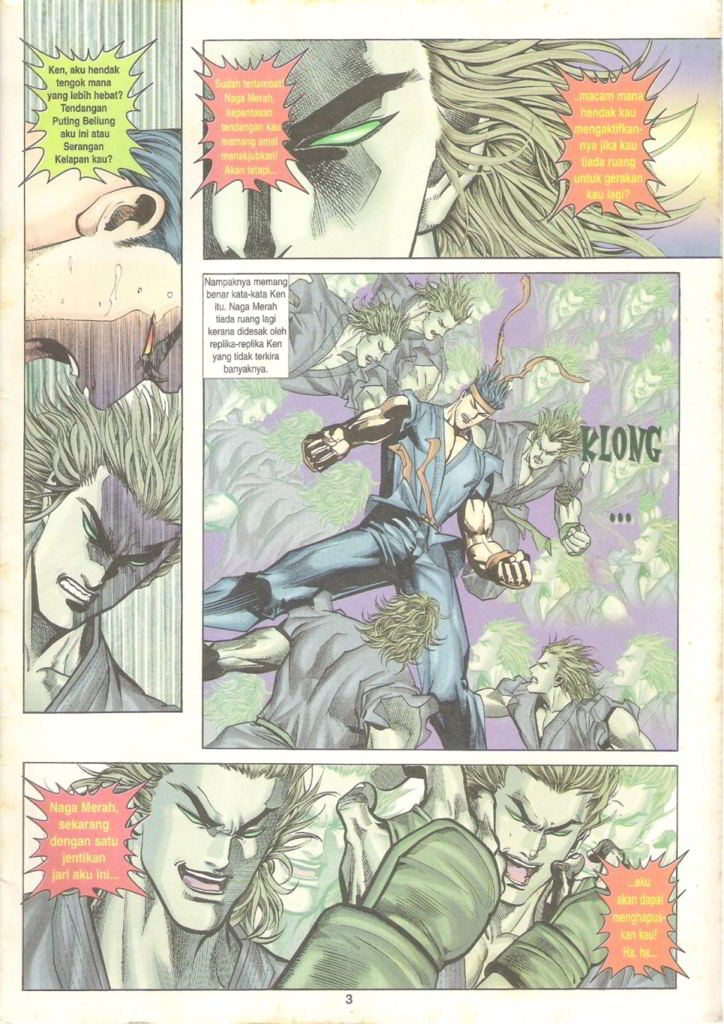 Ken, aku hendak
tengok mana
yang lebih hebat?
Tendangan
Puting Beliung
aku ini atau
Serangan
Kelapan kau?
Sudah terlambat!
Naga Merah,
kepantasan
tendangan kau
memang amat
menakjubkan!
Akan tetapi...
..macam mana
hendak kau
mengaktifkan-
nya jika kau
tiada ruang
untuk gerakan
kau lagi?
Nampaknya memang
benar kata-kata Ken
itu. Naga Merah
tiada ruang lagi
kerana didesak oleh
replika-replika Ken
yang tidak terkira
banyaknya.
KLONG
...
Naga Merah,
sekarang
dengan satu
jentikan
jari aku ini...
...aku
akan dapat
menghapus-
kan kau!
Ha, ha...
3